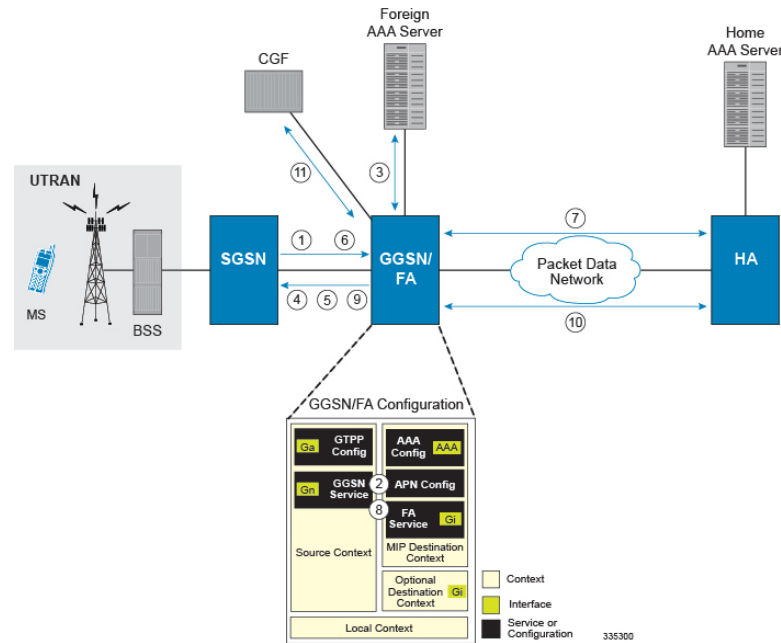 Foreign
AAA Server
Home
AAA Server
CGF
UTRAN
11
3
7
1
6
SGSN
GGSN/
FA
Packet Data
Network
HA
4
5
9
10
MS
BSS
GGSN/FA Configuration
Ga
GTPP
Config
AAA
Config
AAA
Gn
GGSN
Service
2
APN Config
8
FA
Service
Gi
Source Context
MIP Destination
Context
Optional
Destination
Context
Gi
Local Context
Context
Interface
Service or
Configuration
335300